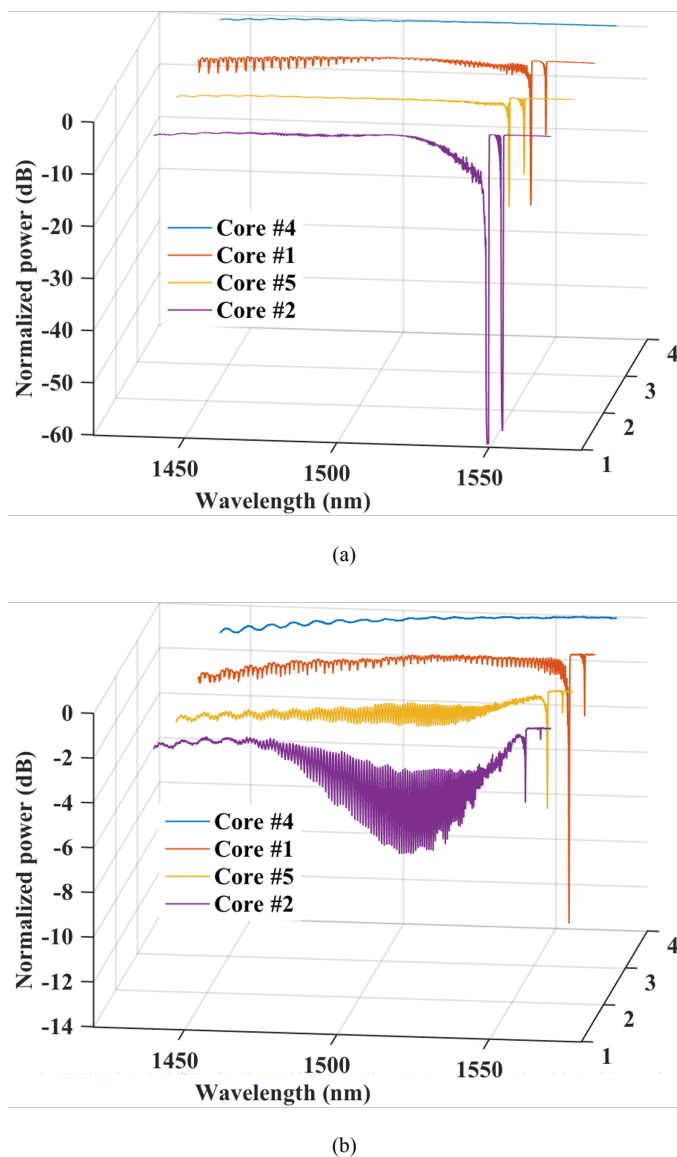 0
-10
-20
-30
-40
-50
-60
Normalized power (dB)
Core #4
Core #1
Core #5
Core #2
4
3
2
1
1450
1500
1550
Wavelength (nm)
(a)
0
-2
-4
-6
-8
-10
-12
-14
Normalized power (dB)
Core #4
Core #1
Core #5
Core #2
4
3
2
1
1450
1500
1550
Wavelength (nm)
(b)